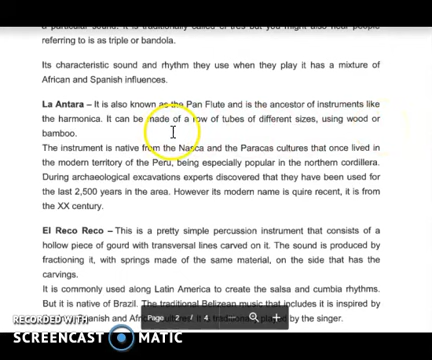 a particular sound. It is traditionally called el tres but you might also hear people
referring to is as triple or bandola.
Its characteristic sound and rhythm they use when they play it has a mixture of
African and Spanish influences.
La Antara – It is also known as the Pan Flute and is the ancestor of instruments like
the harmonica. It can be made of a row of tubes of different sizes, using wood or
bamboo.
The instrument is native from the Nasca and the Paracas cultures that once lived in
the modern territory of the Peru, being especially popular in the northern cordillera.
During archaeological excavations experts discovered that they have been used for
the last 2,500 years in the area. However its modern name is quire recent, it is from
the XX century.
El Reco Reco – This is a pretty simple percussion instrument that consists of a
hollow piece of gourd with transversal lines carved on it. The sound is produced by
fractioning it, with springs made of the same material, on the side that has the
carvings.
It is commonly used along Latin America to create the salsa and cumbia rhythms.
But it is native of Brazil. The traditional Belizean music that includes it is inspired by
Spanish and by the singer.
Page 2 / 4
RECORDED WITH
SCREENCAST MATIC